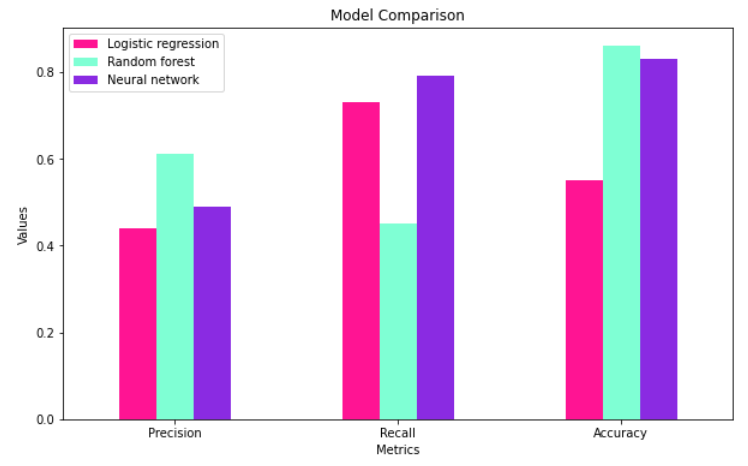 Model Comparison
Logistic regression
Random forest
Neural network
Values
0.8
0.6
0.4
0.2
0.0
Precision
Recall
Accuracy
Metrics